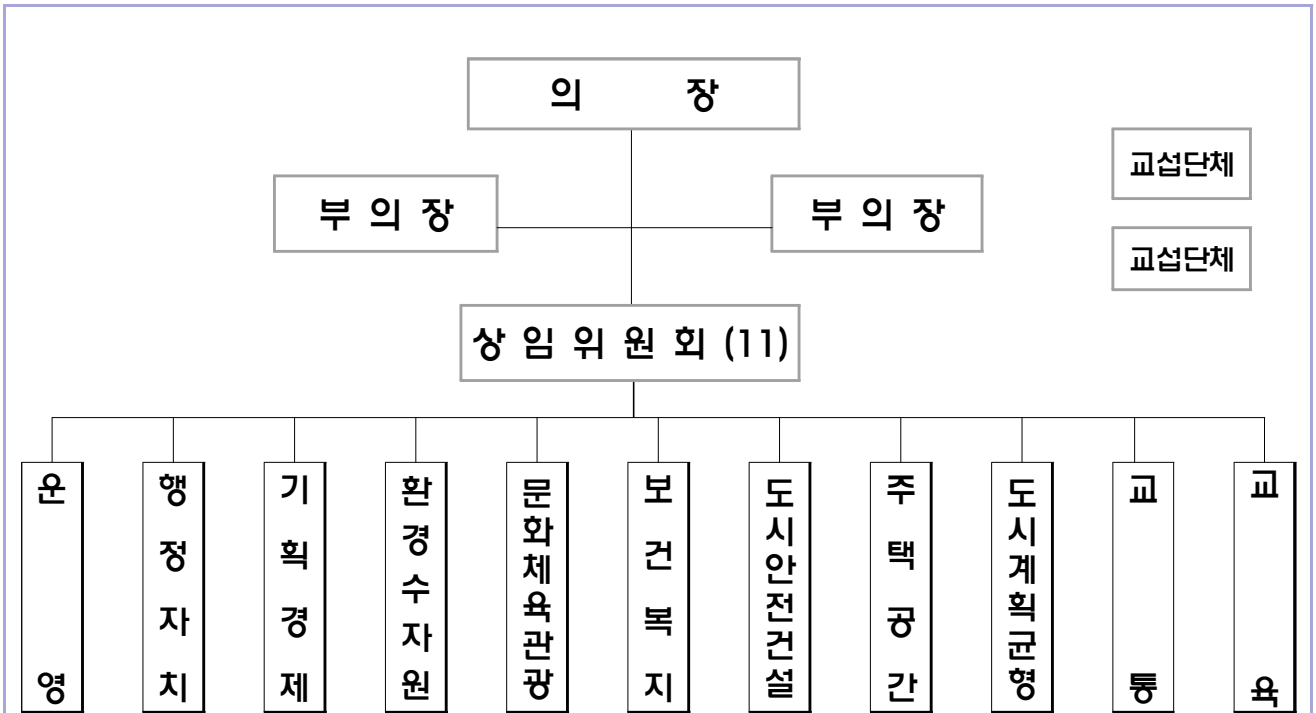 의 장
교섭단체
부 의 장
부 의 장
교섭단체
상 임 위 원 회 (11)
운영
행정자치
기획경제
환경수자원
문화체육관광
보건복지
도시안전건설
주택공간
도시계획균형
교통
교육